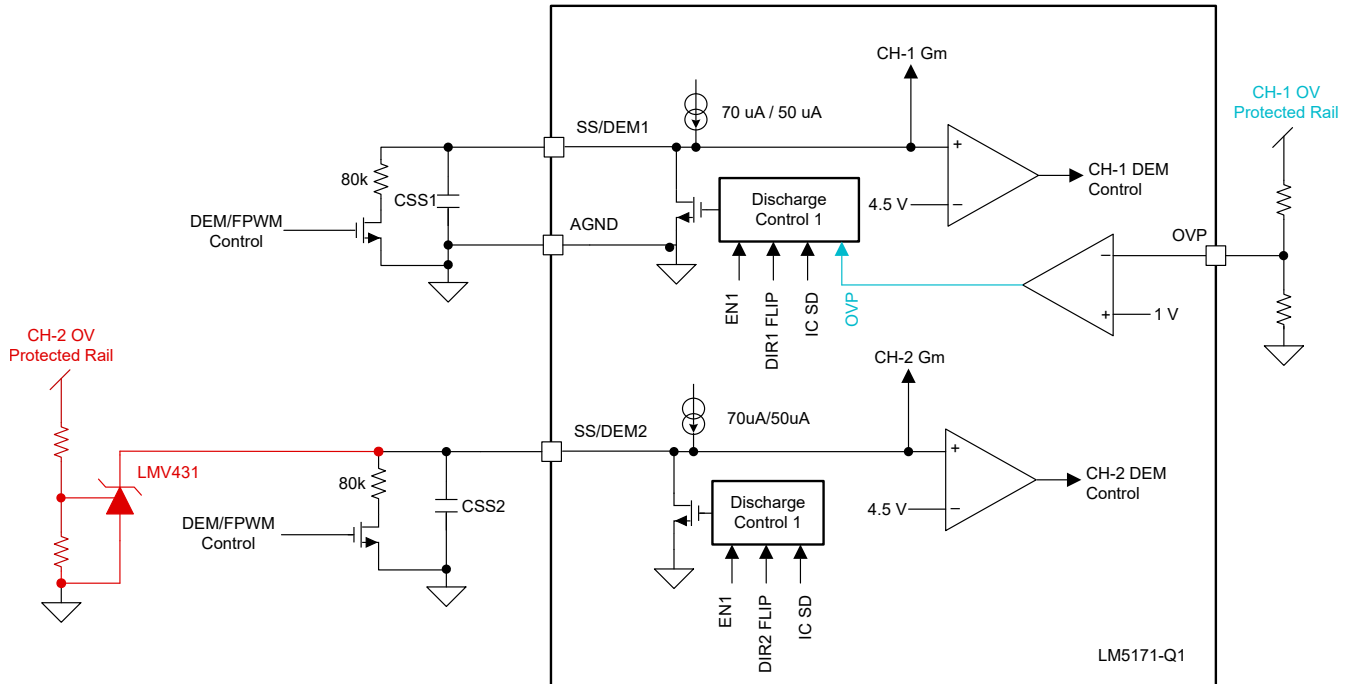 CH-1 Gm
CH-1 OV
Protected Rail
70 uA / 50 uA
SS/DEM1
80k
CSS1
DEM/FPWM
Control
AGND
Discharge
Control 1
4.5 V
+
−
CH-1 DEM
Control
OVP
−
+
1 V
EN1
DIR1 FLIP
IC SD
OVP
CH-2 OV
Protected Rail
CH-2 Gm
70uA/50uA
SS/DEM2
LMV431
80k
CSS2
DEM/FPWM
Control
Discharge
Control 1
4.5 V
+
−
CH-2 DEM
Control
EN1
DIR2 FLIP
IC SD
LM5171-Q1